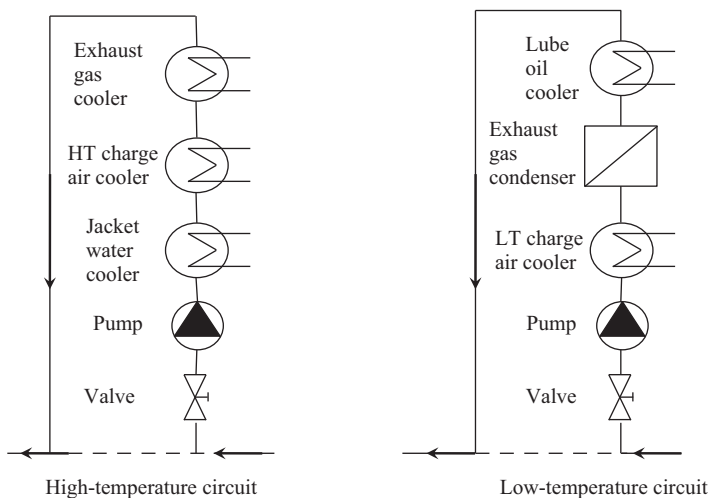 Exhaust
gas
cooler
HT charge
air cooler
Jacket
water
cooler
Pump
Valve
High-temperature circuit
Lube
oil
cooler
Exhaust
gas
condenser
LT charge
air cooler
Pump
Valve
Low-temperature circuit